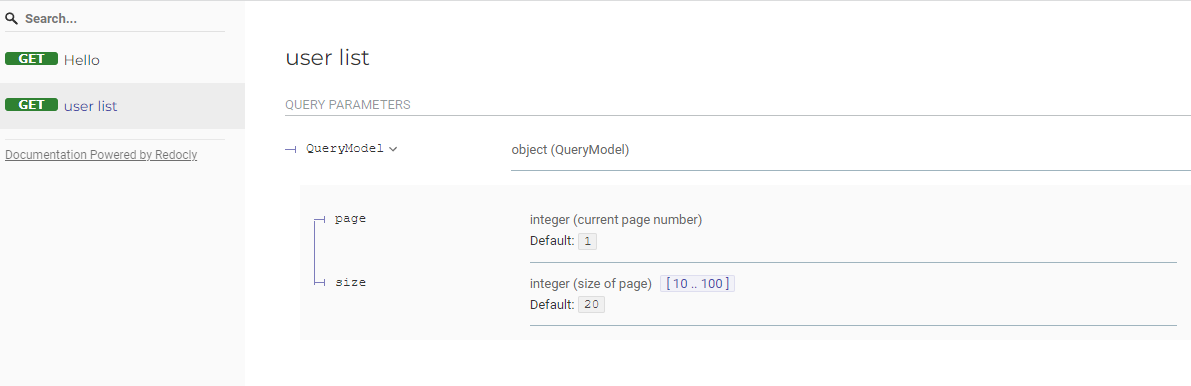 Search...
GET Hello
GET user list
Documentation Powered by Redocly
user list
QUERY PARAMETERS
QueryModel object (QueryModel)
page integer (current page number)
Default: 1
size integer (size of page) [ 10 .. 100 ]
Default: 20